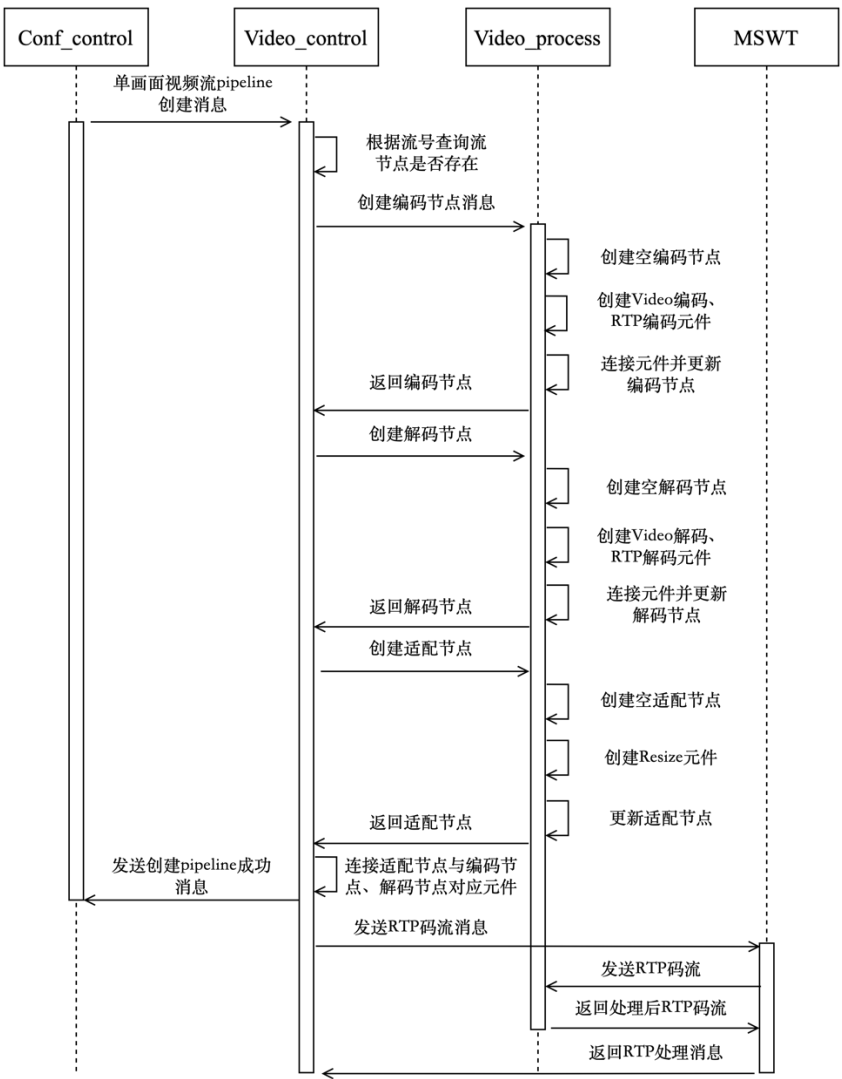 Conf_control
Video_control
Video_process
MSWT
单画面视频流pipeline
创建消息
根据流号查询流
节点是否存在
创建编码节点消息
创建空编码节点
创建Video编码、
RTP编码元件
连接元件并更新
编码节点
返回编码节点
创建解码节点
创建空解码节点
创建Video解码、
RTP解码元件
连接元件并更新
解码节点
返回解码节点
创建适配节点
创建空适配节点
创建Resize元件
更新适配节点
返回适配节点
连接适配节点与编码节
点、解码节点对应元件
发送创建pipeline成功
消息
发送RTP码流消息
发送RTP码流
返回处理后RTP码流
返回RTP处理消息